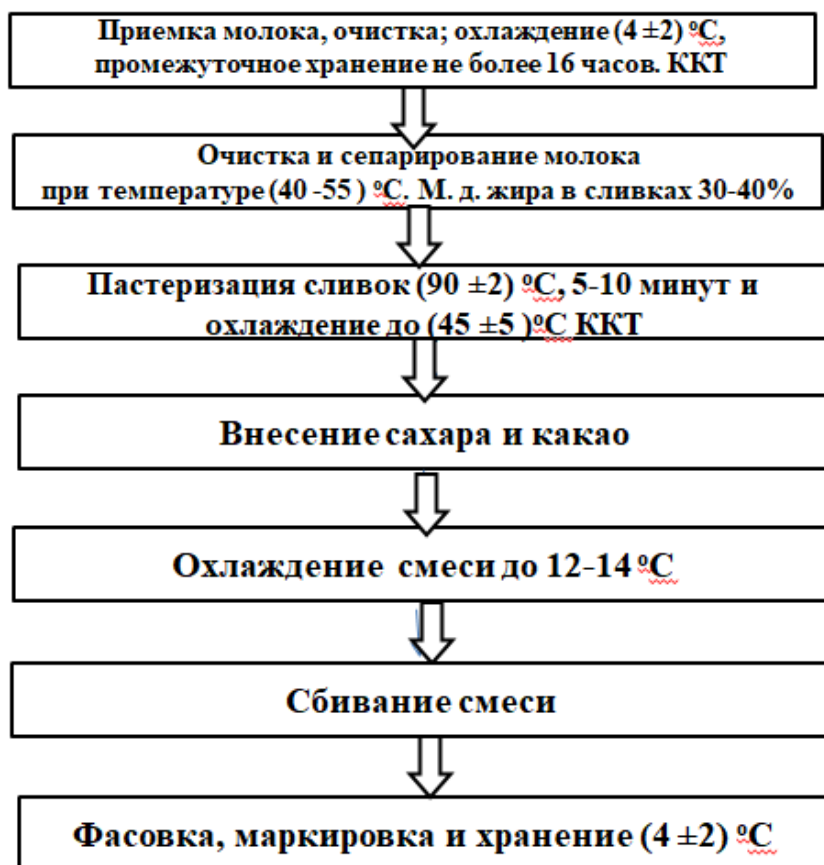 Приемка молока, очистка; охлаждение (4 ±2) ºС,
промежуточное хранение не более 16 часов. ККТ
Очистка и сепарирование молока
при температуре (40 -55 ) ºС. М. д. жира в сливках 30-40%
Пастеризация сливок (90 ±2) ºС, 5-10 минут и
охлаждение до (45 ±5 )ºС ККТ
Внесение сахара и какао
Охлаждение смеси до 12-14 ºС
Сбивание смеси
Фасовка, маркировка и хранение (4 ±2) ºС